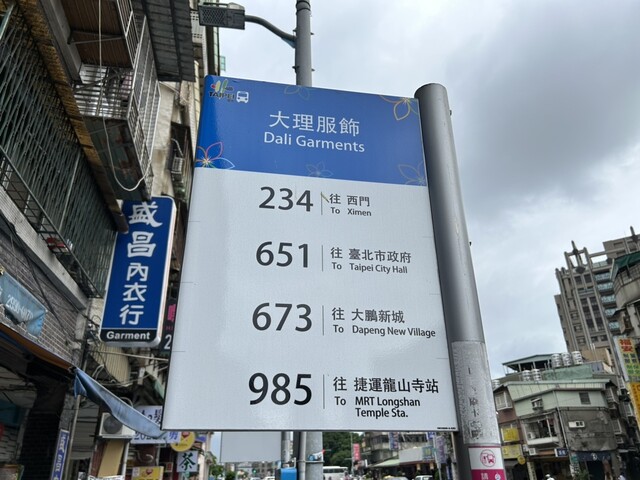 大理服飾
Dali Garments
234 往 西門
To Ximen
651 往 臺北市政府
To Taipei City Hall
673 往 大鵬新城
To Dapeng New Village
985 往 捷運龍山寺站
To MRT Longshan
Temple Sta.
盛昌內衣行
Garment
茶